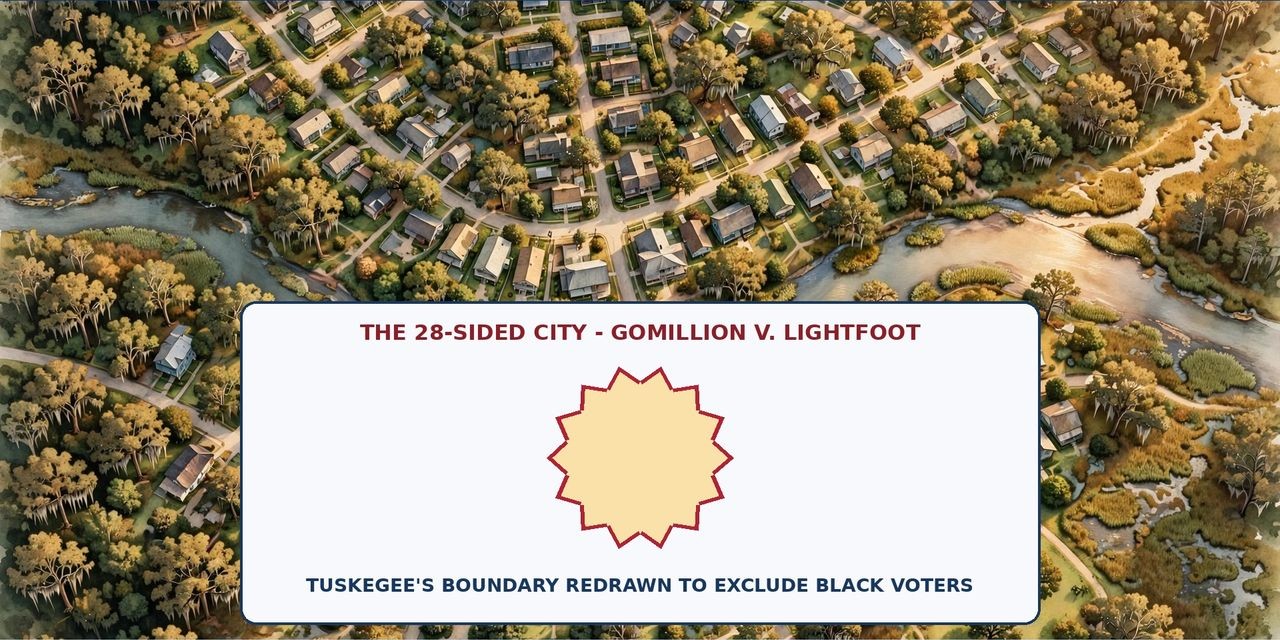 THE 28-SIDED CITY - GOMILLION V. LIGHTFOOT
TUSKEGEE'S BOUNDARY REDRAWN TO EXCLUDE BLACK VOTERS